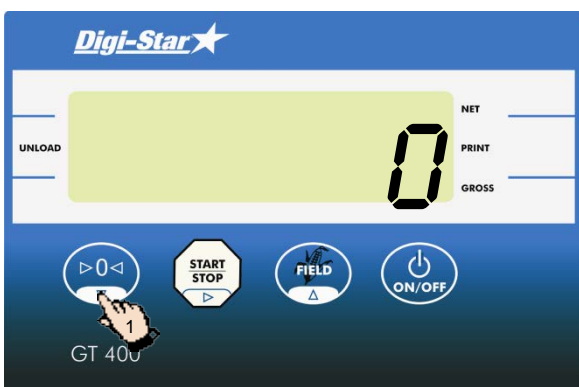 Digi-Star
NET
UNLOAD
PRINT
0
GROSS
▷0◁
START
STOP
FIELD
ON/OFF
1
GT 400